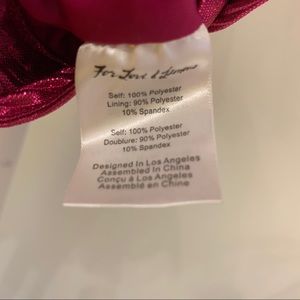 For Love & Lemons
Self: 100% Polyester
Lining: 90% Polyester
10% Spandex
Self: 100% Polyester
Doublure: 90% Polyester
10% Spandex
Designed In Los Angeles
Assembled In China
Conçu à Los Angeles
Assemblé en Chine